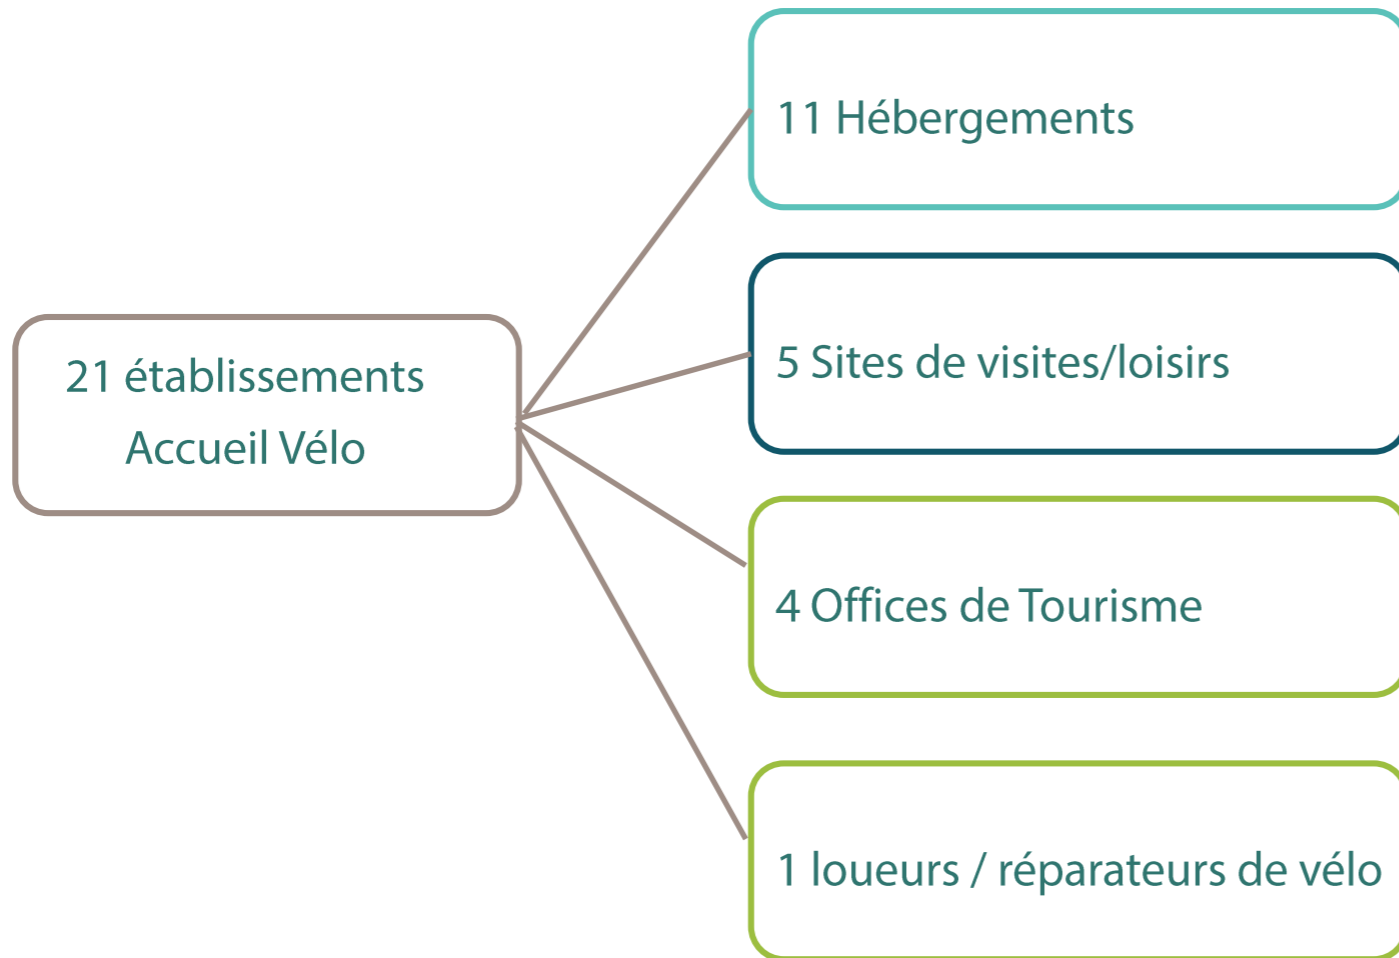 21 établissements
Accueil Vélo
11 Hébergements
5 Sites de visites/loisirs
4 Offices de Tourisme
1 loueurs / réparateurs de vélo